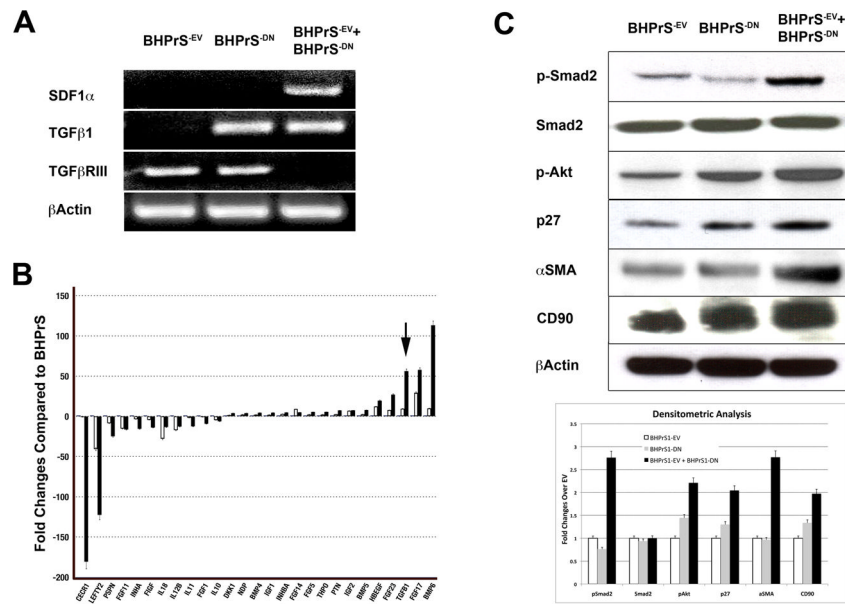 A
BHPrS-EV
BHPrS-DN
BHPrS-EV+
BHPrS-DN
SDF1α
TGFβ1
TGFβRIII
βActin
B
Fold Changes Compared to BHPrS
150
100
50
0
-50
-100
-150
-200
CECR1
LEFTY2
PSPN
FGF11
INHA
FIGF
IL18
IL12B
IL11
FGF1
IL10
DKK1
NDP
BMP4
IGF1
INHBA
FGF14
FGF5
THPO
PTN
IGF2
BMP5
HBEGF
FGF23
TGFB1
FGF17
BMP6
C
BHPrS-EV
BHPrS-DN
BHPrS-EV+
BHPrS-DN
p-Smad2
Smad2
p-Akt
p27
αSMA
CD90
βActin
Densitometric Analysis
BHPrS1-EV
BHPrS1-DN
BHPrS1-EV + BHPrS1-DN
Fold Changes Over EV
3.5
3
2.5
2
1.5
1
0.5
0
pSmad2
Smad2
pAkt
p27
aSMA
CD90